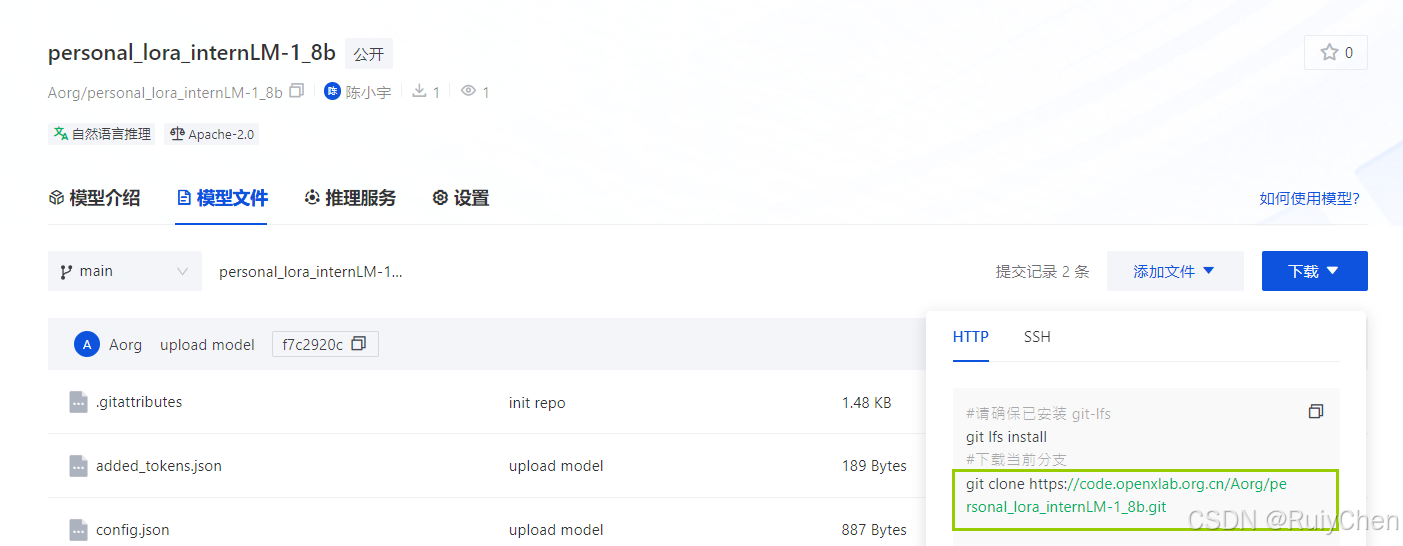 personal_lora_internLM-1_8b 公开
0
Aorg/personal_lora_internLM-1_8b 陈 陈小宇 1 1
自然语言推理 Apache-2.0
模型介绍 模型文件 推理服务 设置 如何使用模型?
main personal_lora_internLM-1... 提交记录 2 条 添加文件 下载
A Aorg upload model f7c2920c
HTTP SSH
.gitattributes init repo 1.48 KB
#请确保已安装 git-lfs
git lfs install
#下载当前分支
added_tokens.json upload model 189 Bytes
git clone https://code.openxlab.org.cn/Aorg/pe
rsonal_lora_internLM-1_8b.git
config.json upload model 887 Bytes
CSDN @RuiyChen